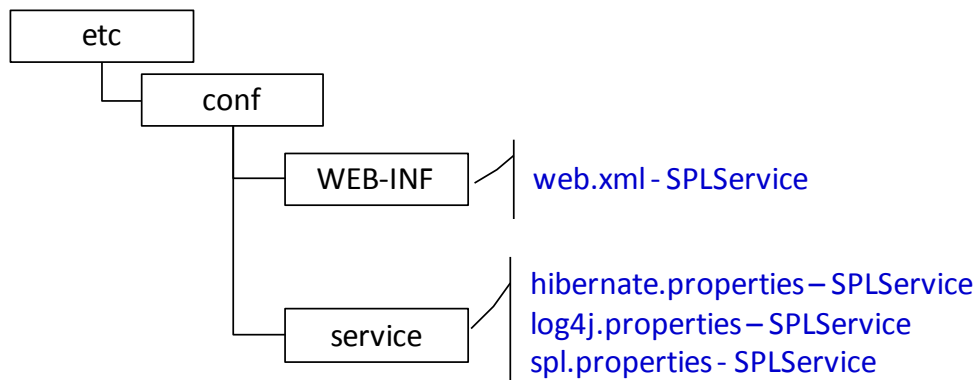 etc
conf
WEB-INF
web.xml - SPLService
hibernate.properties – SPLService
log4j.properties – SPLService
service
spl.properties - SPLService